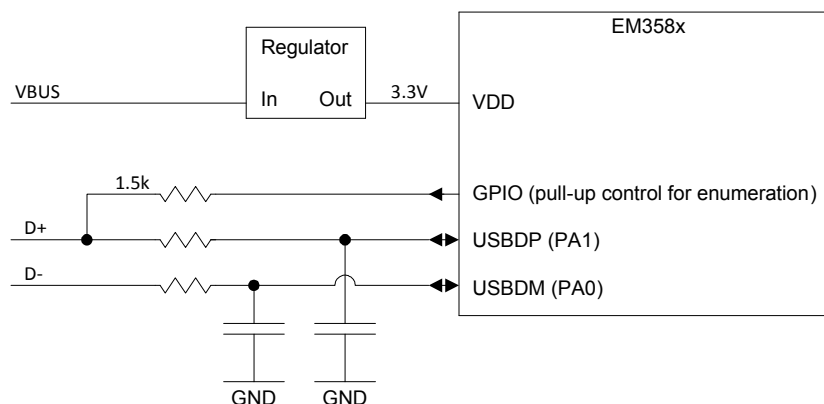 EM358x
Regulator
VBUS
In Out
3.3V
VDD
1.5k
GPIO (pull-up control for enumeration)
D+
USBDP (PA1)
D-
USBDM (PA0)
GND GND